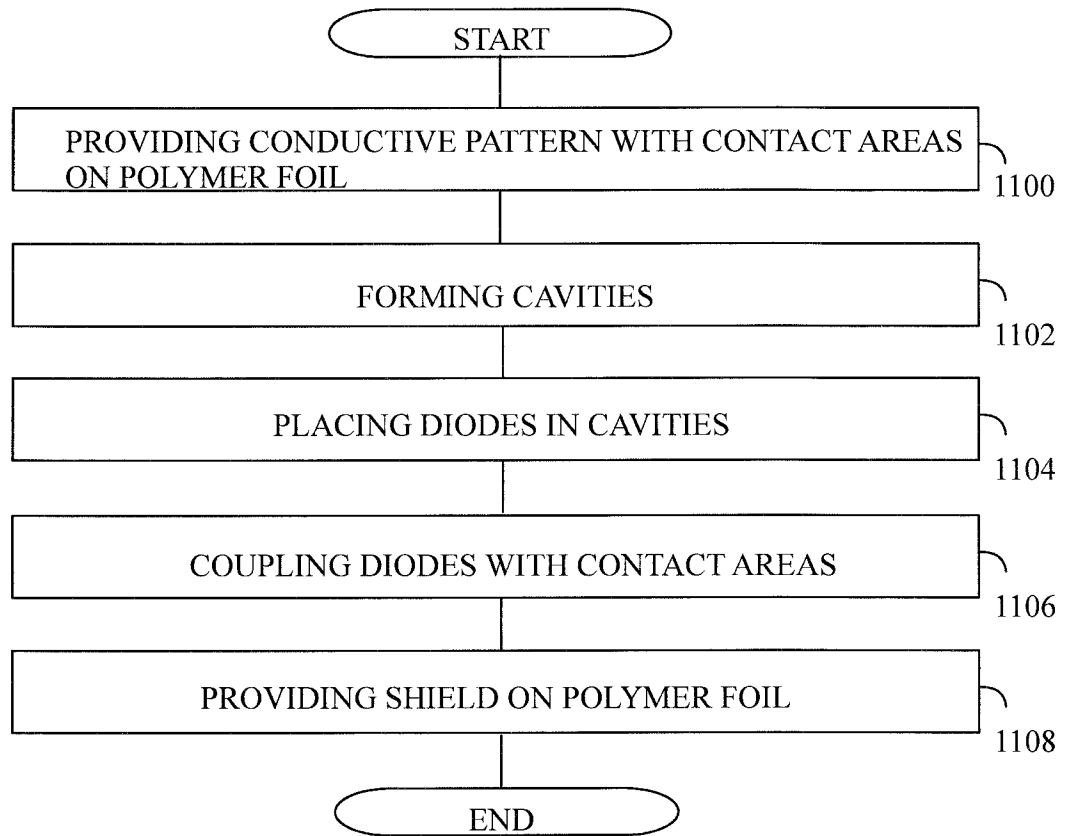 START
PROVIDING CONDUCTIVE PATTERN WITH CONTACT AREAS
ON POLYMER FOIL
1100
FORMING CAVITIES
1102
PLACING DIODES IN CAVITIES
1104
COUPLING DIODES WITH CONTACT AREAS
1106
PROVIDING SHIELD ON POLYMER FOIL
1108
END